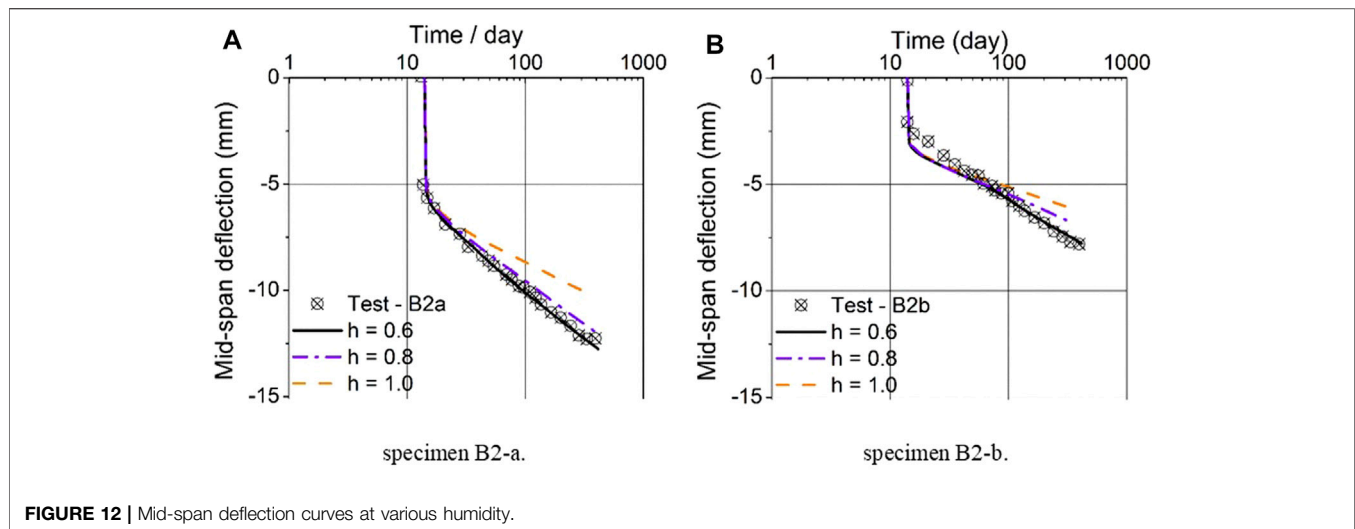 A
Time / day
1 10 100 1000
0
-5
-10
-15
Mid-span deflection (mm)
Test - B2a
h = 0.6
h = 0.8
h = 1.0
specimen B2-a.
B
Time (day)
1 10 100 1000
0
-5
-10
-15
Mid-span deflection (mm)
Test - B2b
h = 0.6
h = 0.8
h = 1.0
specimen B2-b.
FIGURE 12 | Mid-span deflection curves at various humidity.